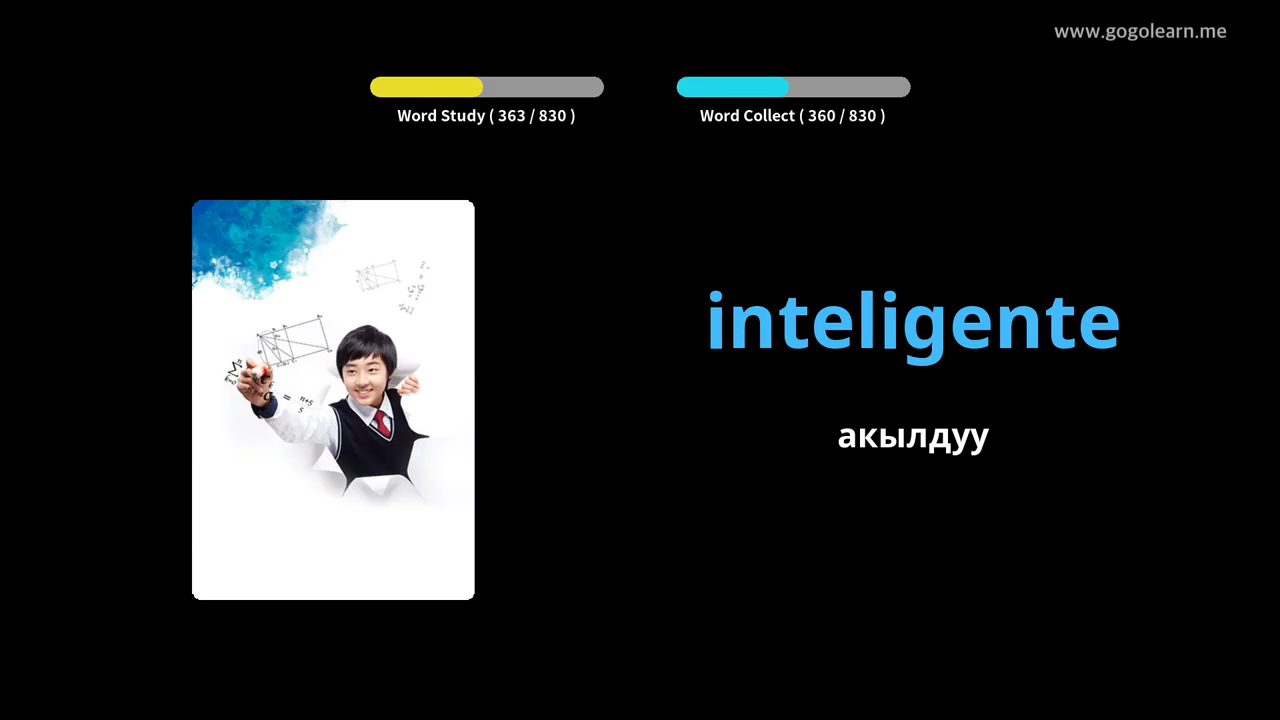 www.gogolearn.me
Word Study ( 363 / 830 )
Word Collect ( 360 / 830 )
inteligente
акылдуу